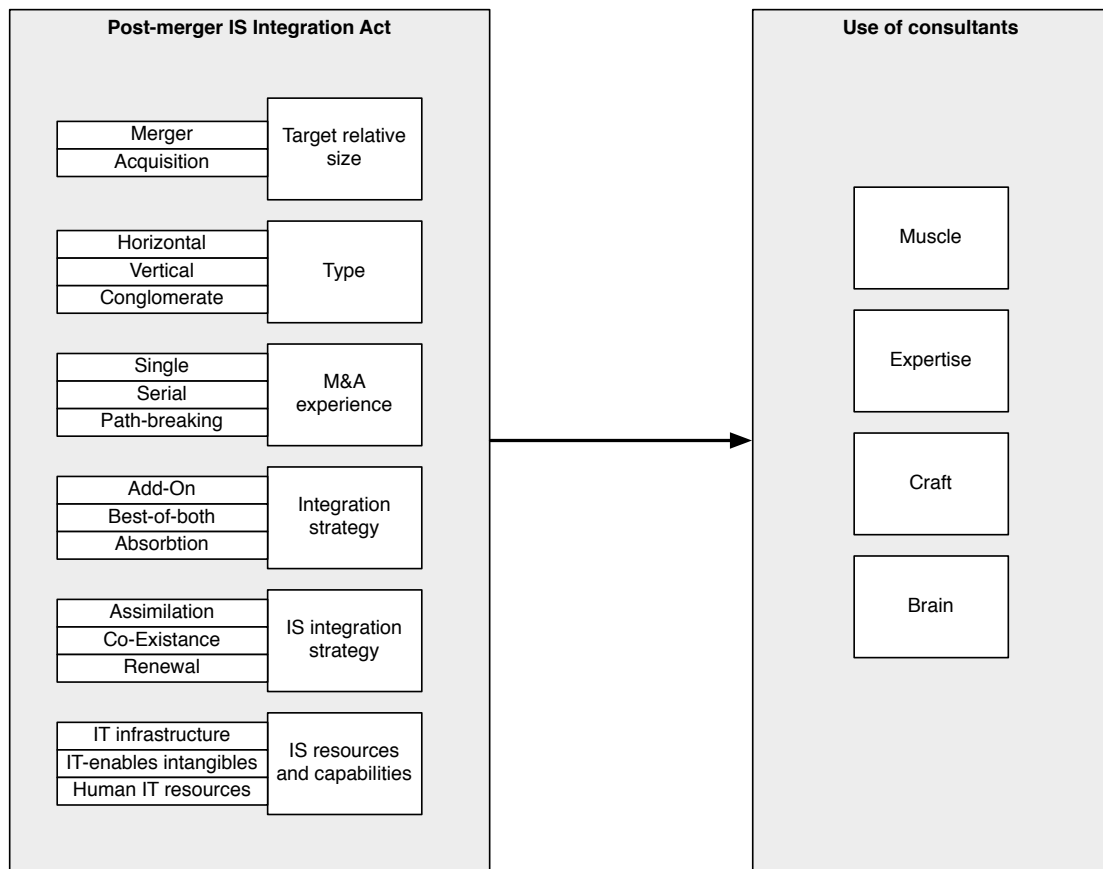 Post-merger IS Integration Act
Merger
Acquisition
Target relative
size
Horizontal
Vertical
Conglomerate
Type
Single
Serial
Path-breaking
M&A
experience
Add-On
Best-of-both
Absorbtion
Integration
strategy
Assimilation
Co-Existance
Renewal
IS integration
strategy
IT infrastructure
IT-enables intangibles
Human IT resources
IS resources
and capabilities
Use of consultants
Muscle
Expertise
Craft
Brain